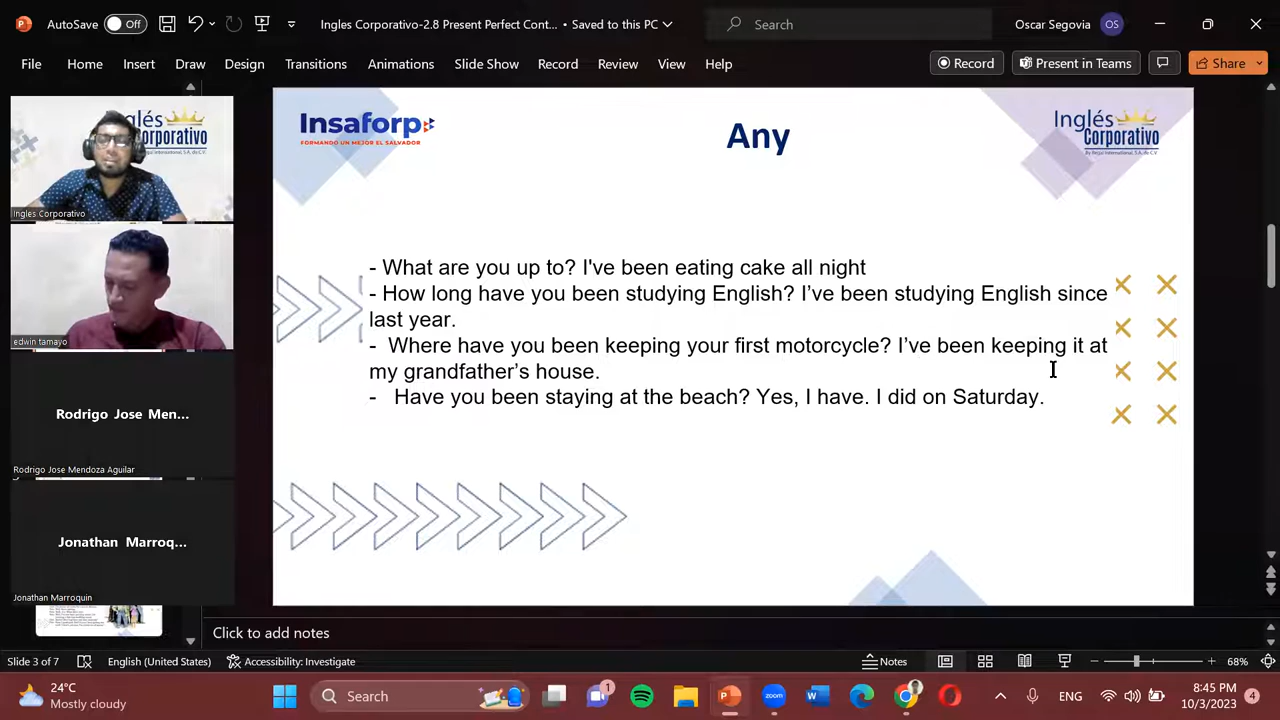 AutoSave Off Ingles Corporativo-2.8 Present Perfect Cont... • Saved to this PC Search Oscar Segovia OS
File Home Insert Draw Design Transitions Animations Slide Show Record Review View Help Record Present in Teams Share
Inglés
Corporativo
Ingles Corporativo
edwin tamayo
Rodrigo Jose Men...
Rodrigo Jose Mendoza Aguilar
Jonathan Marroq...
Jonathan Marroquin
Insaforp
FORMANDO UN MEJOR EL SALVADOR
Any
Inglés
Corporativo
By Regal International, S.A. de C.V.
- What are you up to? I've been eating cake all night
- How long have you been studying English? I've been studying English since
last year.
- Where have you been keeping your first motorcycle? I've been keeping it at
my grandfather's house.
- Have you been staying at the beach? Yes, I have. I did on Saturday.
Click to add notes
Slide 3 of 7 English (United States) Accessibility: Investigate Notes 68%
24°C
Mostly cloudy
Search
1
ENG
8:45 PM
10/3/2023
4